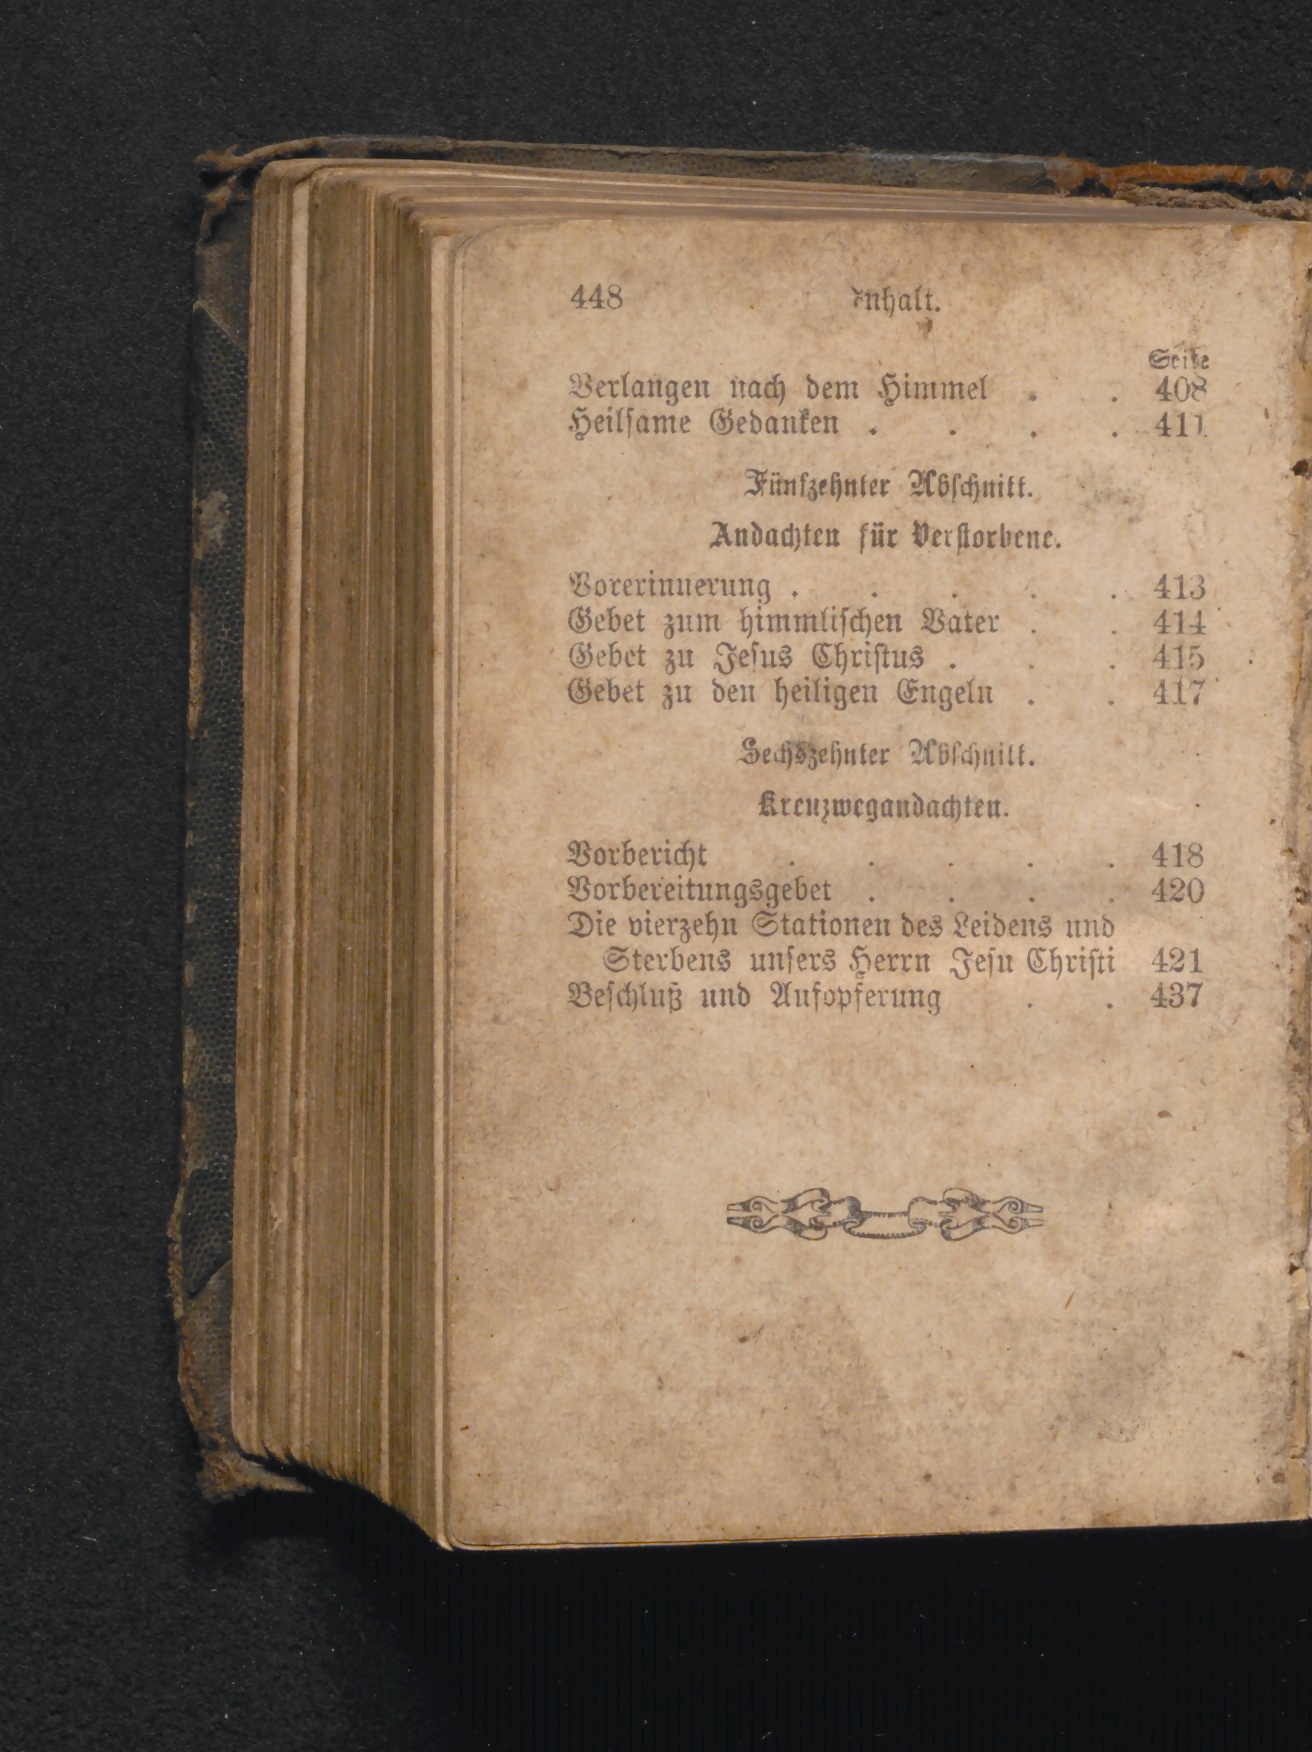 448 Inhalt.
Seite
Verlangen nach dem Himmel . . 408
Heilsame Gedanken . . . . 411
Fünfzehnter Abschnitt.
Andachten für Verstorbene.
Vorerinnerung . . . . . 413
Gebet zum himmlischen Vater . . 414
Gebet zu Jesus Christus . . . 415
Gebet zu den heiligen Engeln . . 417
Sechszehnter Abschnitt.
Kreuzwegandachten.
Vorbericht . . . . . 418
Vorbereitungsgebet . . . . 420
Die vierzehn Stationen des Leidens und
Sterbens unsers Herrn Jesu Christi 421
Beschluß und Aufopferung . . 437